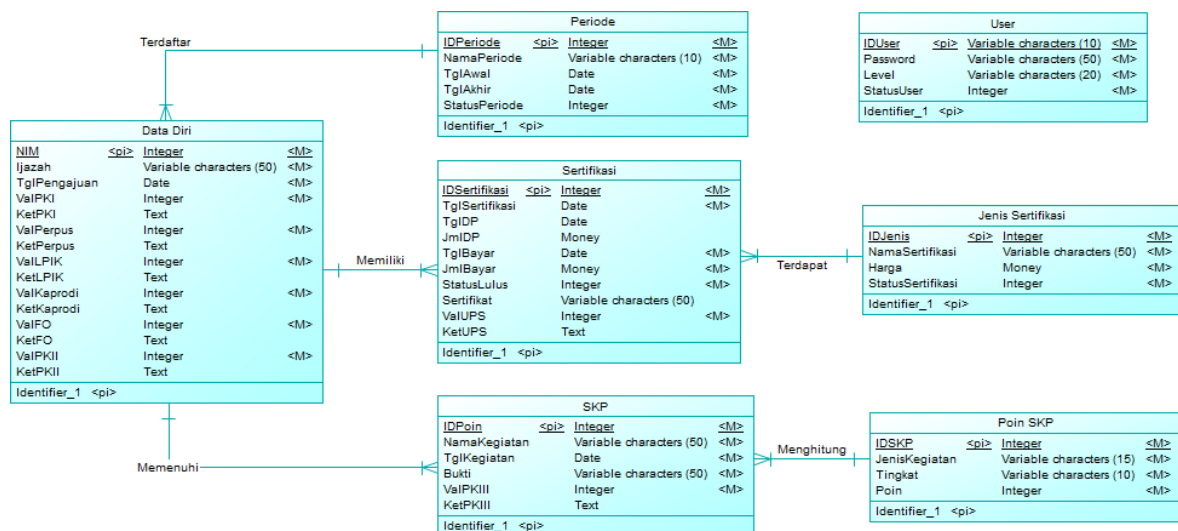 Periode
IDPeriode <pi> Integer <M>
NamaPeriode Variable characters (10) <M>
TglAwal Date <M>
TglAkhir Date <M>
StatusPeriode Integer <M>
Identifier_1 <pi>
User
IDUser <pi> Variable characters (10) <M>
Password Variable characters (50) <M>
Level Variable characters (20) <M>
StatusUser Integer <M>
Identifier_1 <pi>
Terdaftar
Data Diri
NIM <pi> Integer <M>
Ijazah Variable characters (50) <M>
TglPengajuan Date <M>
ValPKI Integer <M>
KetPKI Text
ValPerpus Integer <M>
KetPerpus Text
ValLPIK Integer <M>
KetLPIK Text
ValKaprodi Integer <M>
KetKaprodi Text
ValFO Integer <M>
KetFO Text
ValPKII Integer <M>
KetPKII Text
Identifier_1 <pi>
Memiliki
Sertifikasi
IDSertifikasi <pi> Integer <M>
TglSertifikasi Date <M>
TglDP Date
JmlDP Money
TglBayar Date <M>
JmlBayar Money <M>
StatusLulus Integer <M>
Sertifikat Variable characters (50)
ValUPS Integer <M>
KetUPS Text
Identifier_1 <pi>
Terdapat
Jenis Sertifikasi
IDJenis <pi> Integer <M>
NamaSertifikasi Variable characters (50) <M>
Harga Money <M>
StatusSertifikasi Integer <M>
Identifier_1 <pi>
Memenuhi
SKP
IDPoin <pi> Integer <M>
NamaKegiatan Variable characters (50) <M>
TglKegiatan Date <M>
Bukti Variable characters (50) <M>
ValPKIII Integer <M>
KetPKIII Text
Identifier_1 <pi>
Menghitung
Poin SKP
IDSKP <pi> Integer <M>
JenisKegiatan Variable characters (15) <M>
Tingkat Variable characters (10) <M>
Poin Integer <M>
Identifier_1 <pi>